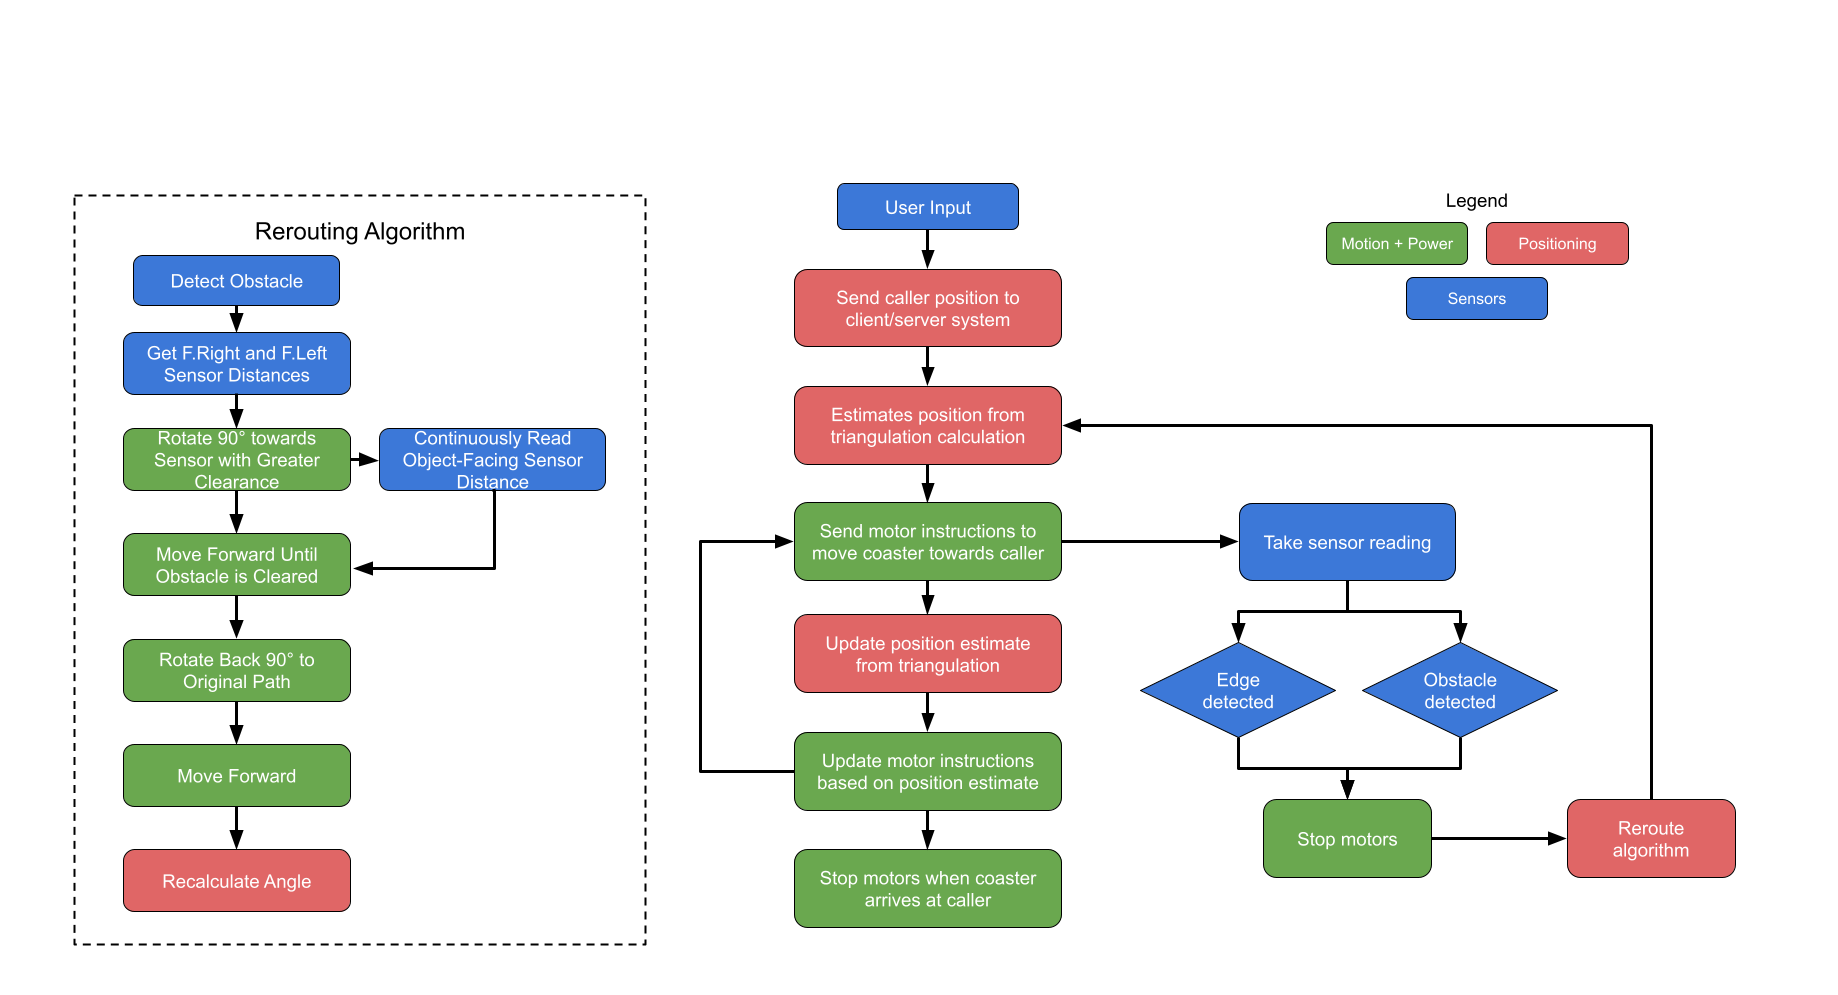 Rerouting Algorithm
Detect Obstacle
Get F.Right and F.Left
Sensor Distances
Rotate 90° towards
Sensor with Greater
Clearance
Continuously Read
Object-Facing Sensor
Distance
Move Forward Until
Obstacle is Cleared
Rotate Back 90° to
Original Path
Move Forward
Recalculate Angle
User Input
Send caller position to
client/server system
Estimates position from
triangulation calculation
Send motor instructions to
move coaster towards caller
Update position estimate
from triangulation
Update motor instructions
based on position estimate
Stop motors when coaster
arrives at caller
Take sensor reading
Edge
detected
Obstacle
detected
Stop motors
Reroute
algorithm
Legend
Motion + Power
Positioning
Sensors